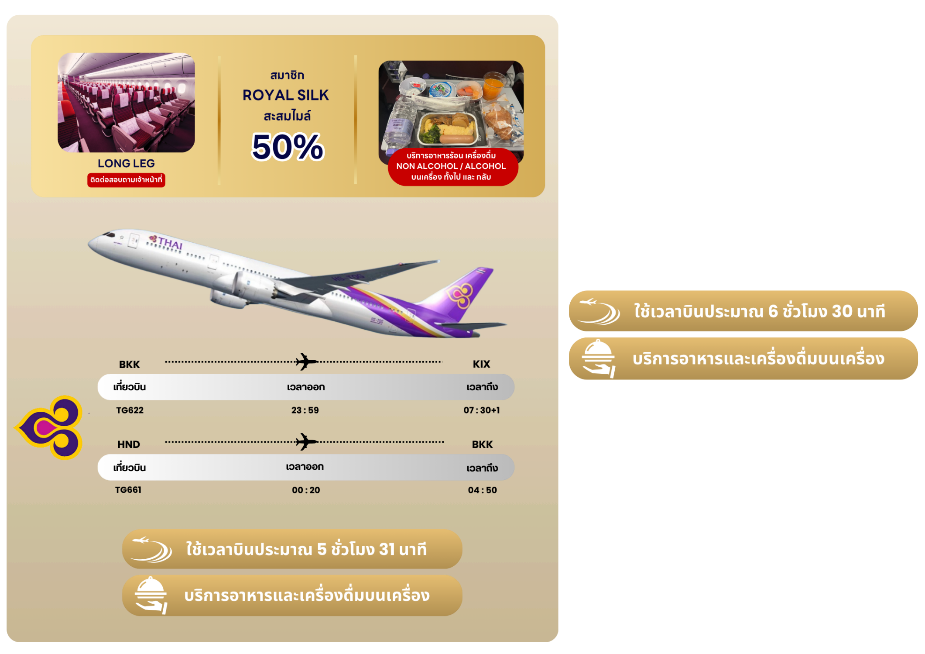 LONG LEG
ติดต่อสอบถามเจ้าหน้าที่
สมาชิก
ROYAL SILK
สะสมไมล์
50%
บริการอาหารร้อน เครื่องดื่ม
NON ALCOHOL / ALCOHOL
บนเครื่อง ทั้งไป และ กลับ
THAI
BKK KIX
เที่ยวบิน เวลาออก เวลาถึง
TG622 23 : 59 07 : 30+1
HND BKK
เที่ยวบิน เวลาออก เวลาถึง
TG661 00 : 20 04 : 50
ใช้เวลาบินประมาณ 5 ชั่วโมง 31 นาที
บริการอาหารและเครื่องดื่มบนเครื่อง
ใช้เวลาบินประมาณ 6 ชั่วโมง 30 นาที
บริการอาหารและเครื่องดื่มบนเครื่อง